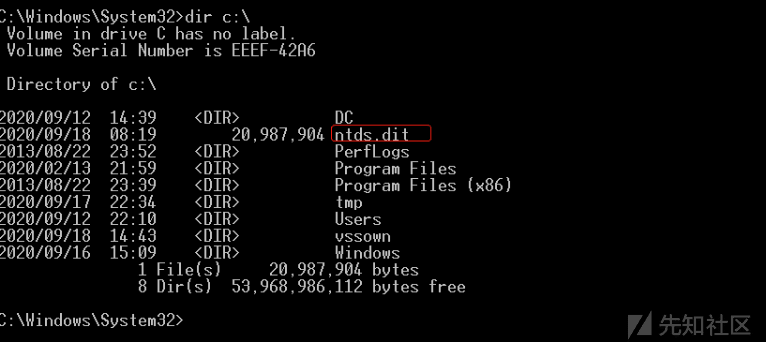 C:\Windows\System32>dir c:\
Volume in drive C has no label.
Volume Serial Number is EEEF-42A6
Directory of c:\
2020/09/12 14:39 <DIR> DC
2020/09/18 08:19 20,987,904 ntds.dit
2013/08/22 23:52 <DIR> PerfLogs
2020/02/13 21:59 <DIR> Program Files
2013/08/22 23:39 <DIR> Program Files (x86)
2020/09/17 22:34 <DIR> tmp
2020/09/12 22:10 <DIR> Users
2020/09/18 14:43 <DIR> vssown
2020/09/16 15:09 <DIR> Windows
1 File(s) 20,987,904 bytes
8 Dir(s) 53,968,986,112 bytes free
C:\Windows\System32>
先知社区